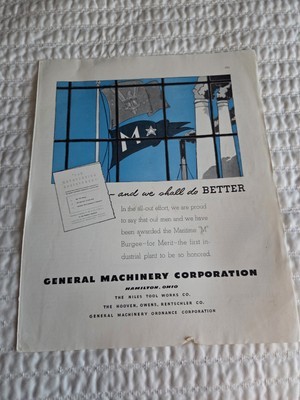 M
— and we shall do BETTER
In the all-out effort, we are proud
to say that our men and we have
been awarded the Maritime "M"
Burgee—for Merit—the first in-
dustrial plant to be so honored.
GENERAL MACHINERY CORPORATION
HAMILTON, OHIO
THE NILES TOOL WORKS CO.
THE HOOVEN, OWENS, RENTSCHLER CO.
GENERAL MACHINERY ORDNANCE CORPORATION